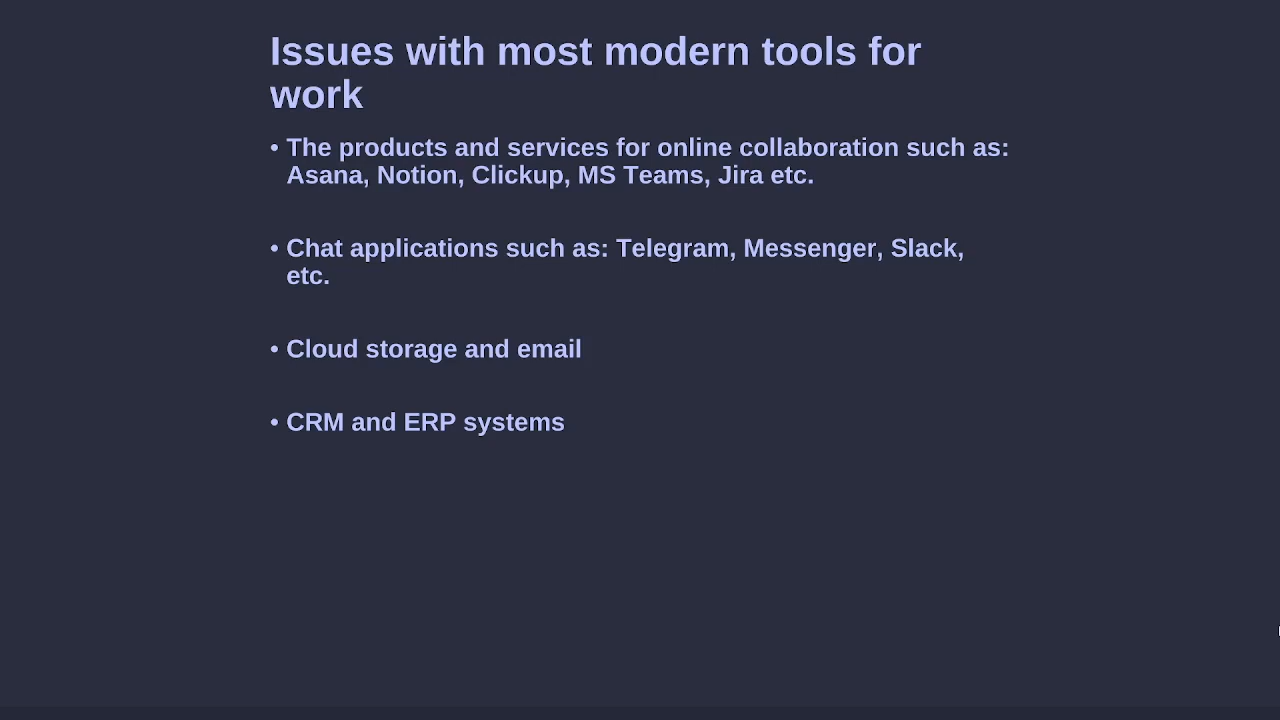 Issues with most modern tools for
work
• The products and services for online collaboration such as:
Asana, Notion, Clickup, MS Teams, Jira etc.
• Chat applications such as: Telegram, Messenger, Slack,
etc.
• Cloud storage and email
• CRM and ERP systems